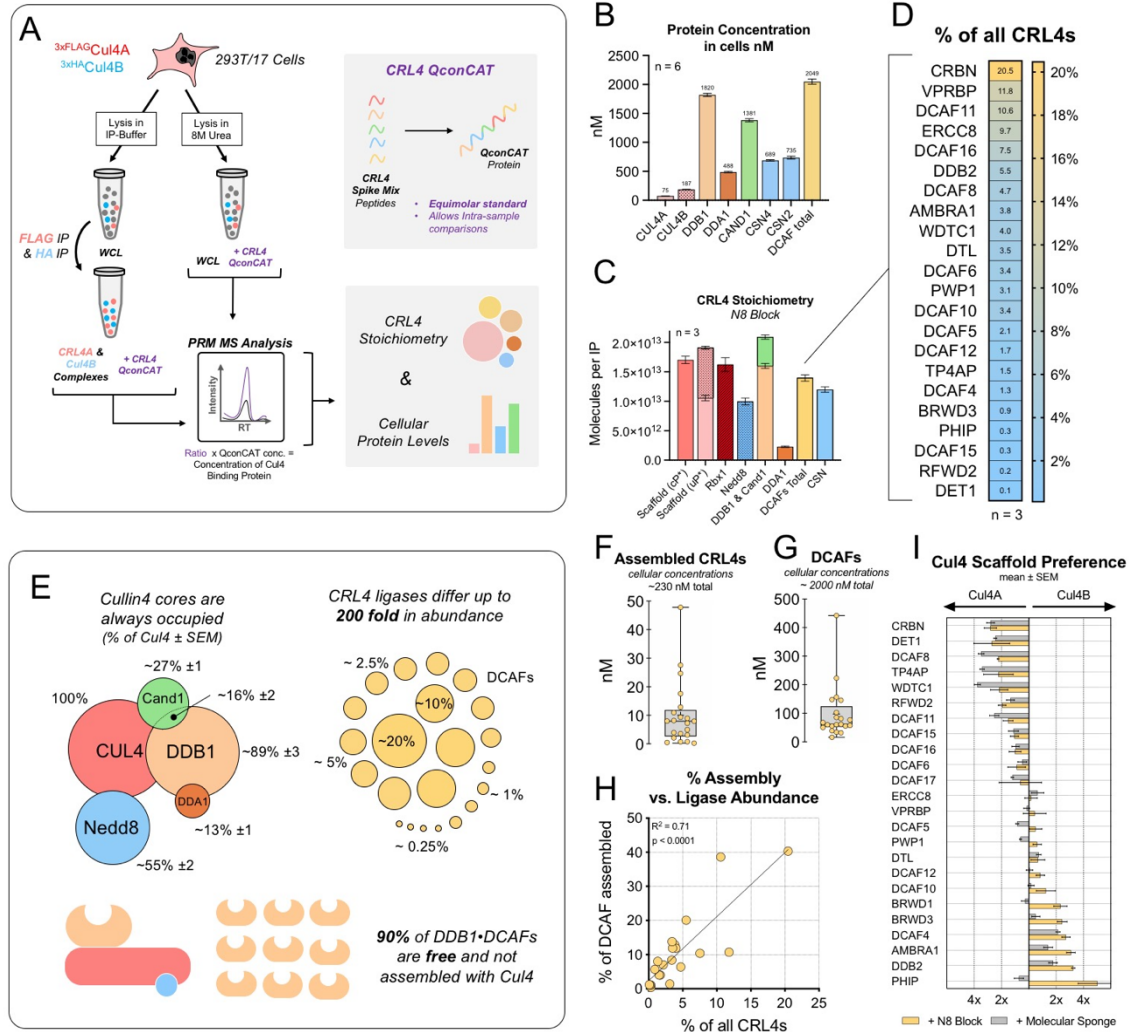 A
3xFLAGCul4A
3xHACul4B
293T/17 Cells
Lysis in
IP-Buffer
Lysis in
8M Urea
FLAG IP
& HA IP
WCL
WCL
+ CRL4
QconCAT
CRL4A &
Cul4B
Complexes
+ CRL4
QconCAT
PRM MS Analysis
Intensity
RT
Ratio x QconCAT conc. =
Concentration of Cul4
Binding Protein
CRL4 QconCAT
CRL4
Spike Mix
Peptides
QconCAT
Protein
• Equimolar standard
• Allows Intra-sample
comparisons
CRL4
Stoichiometry
&
Cellular
Protein Levels
B
Protein Concentration
in cells nM
n = 6
nM
2500
2000
1500
1000
500
0
75
187
1820
488
1381
689
735
2049
CUL4A
CUL4B
DDB1
DDA1
CAND1
CSN4
CSN2
DCAF total
C
CRL4 Stoichiometry
N8 Block
n = 3
Molecules per IP
2.0×10¹³
1.5×10¹³
1.0×10¹³
5.0×10¹²
0.0
Scaffold (cP*)
Scaffold (uP*)
Rbx1
Nedd8
DDB1 & Cand1
DDA1
DCAFs Total
CSN
D
% of all CRL4s
CRBN 20.5
VPRBP 11.8
DCAF11 10.6
ERCC8 9.7
DCAF16 7.5
DDB2 5.5
DCAF8 4.7
AMBRA1 3.8
WDTC1 4.0
DTL 3.5
DCAF6 3.4
PWP1 3.1
DCAF10 3.4
DCAF5 2.1
DCAF12 1.7
TP4AP 1.5
DCAF4 1.3
BRWD3 0.9
PHIP 0.3
DCAF15 0.3
RFWD2 0.2
DET1 0.1
n = 3
20%
18%
16%
14%
12%
10%
8%
6%
4%
2%
E
Cullin4 cores are
always occupied
(% of Cul4 ± SEM)
~27% ±1
100%
Cand1
~16% ±2
CUL4
DDB1
~89% ±3
DDA1
Nedd8
~13% ±1
~55% ±2
CRL4 ligases differ up to
200 fold in abundance
~ 2.5%
DCAFs
~10%
~20%
~ 5%
~ 1%
~ 0.25%
90% of DDB1•DCAFs
are free and not
assembled with Cul4
F
Assembled CRL4s
cellular concentrations
~230 nM total
nM
50
40
30
20
10
0
G
DCAFs
cellular concentrations
~ 2000 nM total
nM
500
400
300
200
100
0
H
% Assembly
vs. Ligase Abundance
R² = 0.71
p < 0.0001
% of DCAF assembled
50
40
30
20
10
0
0 5 10 15 20 25
% of all CRL4s
I
Cul4 Scaffold Preference
mean ± SEM
Cul4A
Cul4B
CRBN
DET1
DCAF8
TP4AP
WDTC1
RFWD2
DCAF11
DCAF15
DCAF16
DCAF6
DCAF17
ERCC8
VPRBP
DCAF5
PWP1
DTL
DCAF12
DCAF10
BRWD1
BRWD3
DCAF4
AMBRA1
DDB2
PHIP
4x 2x 2x 4x
+ N8 Block
+ Molecular Sponge